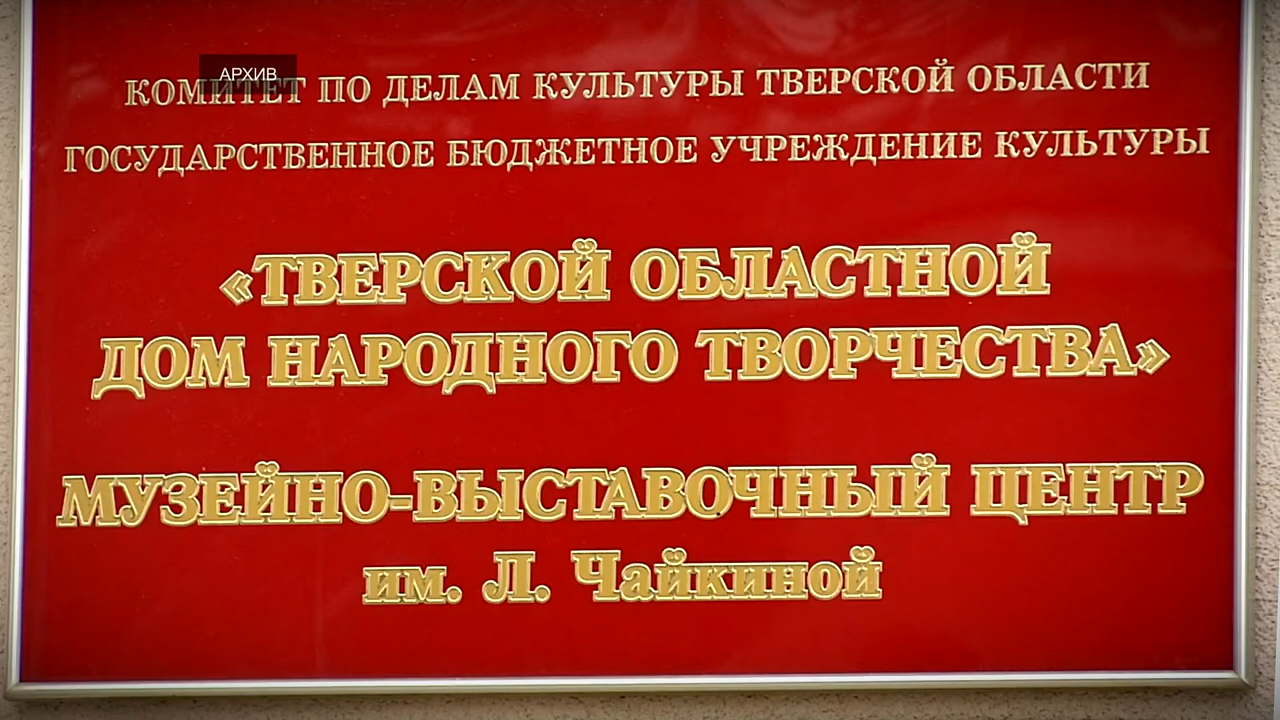 АРХИВ
КОМИТЕТ ПО ДЕЛАМ КУЛЬТУРЫ ТВЕРСКОЙ ОБЛАСТИ
ГОСУДАРСТВЕННОЕ БЮДЖЕТНОЕ УЧРЕЖДЕНИЕ КУЛЬТУРЫ
«ТВЕРСКОЙ ОБЛАСТНОЙ
ДОМ НАРОДНОГО ТВОРЧЕСТВА»
МУЗЕЙНО-ВЫСТАВОЧНЫЙ ЦЕНТР
им. Л. Чайкиной